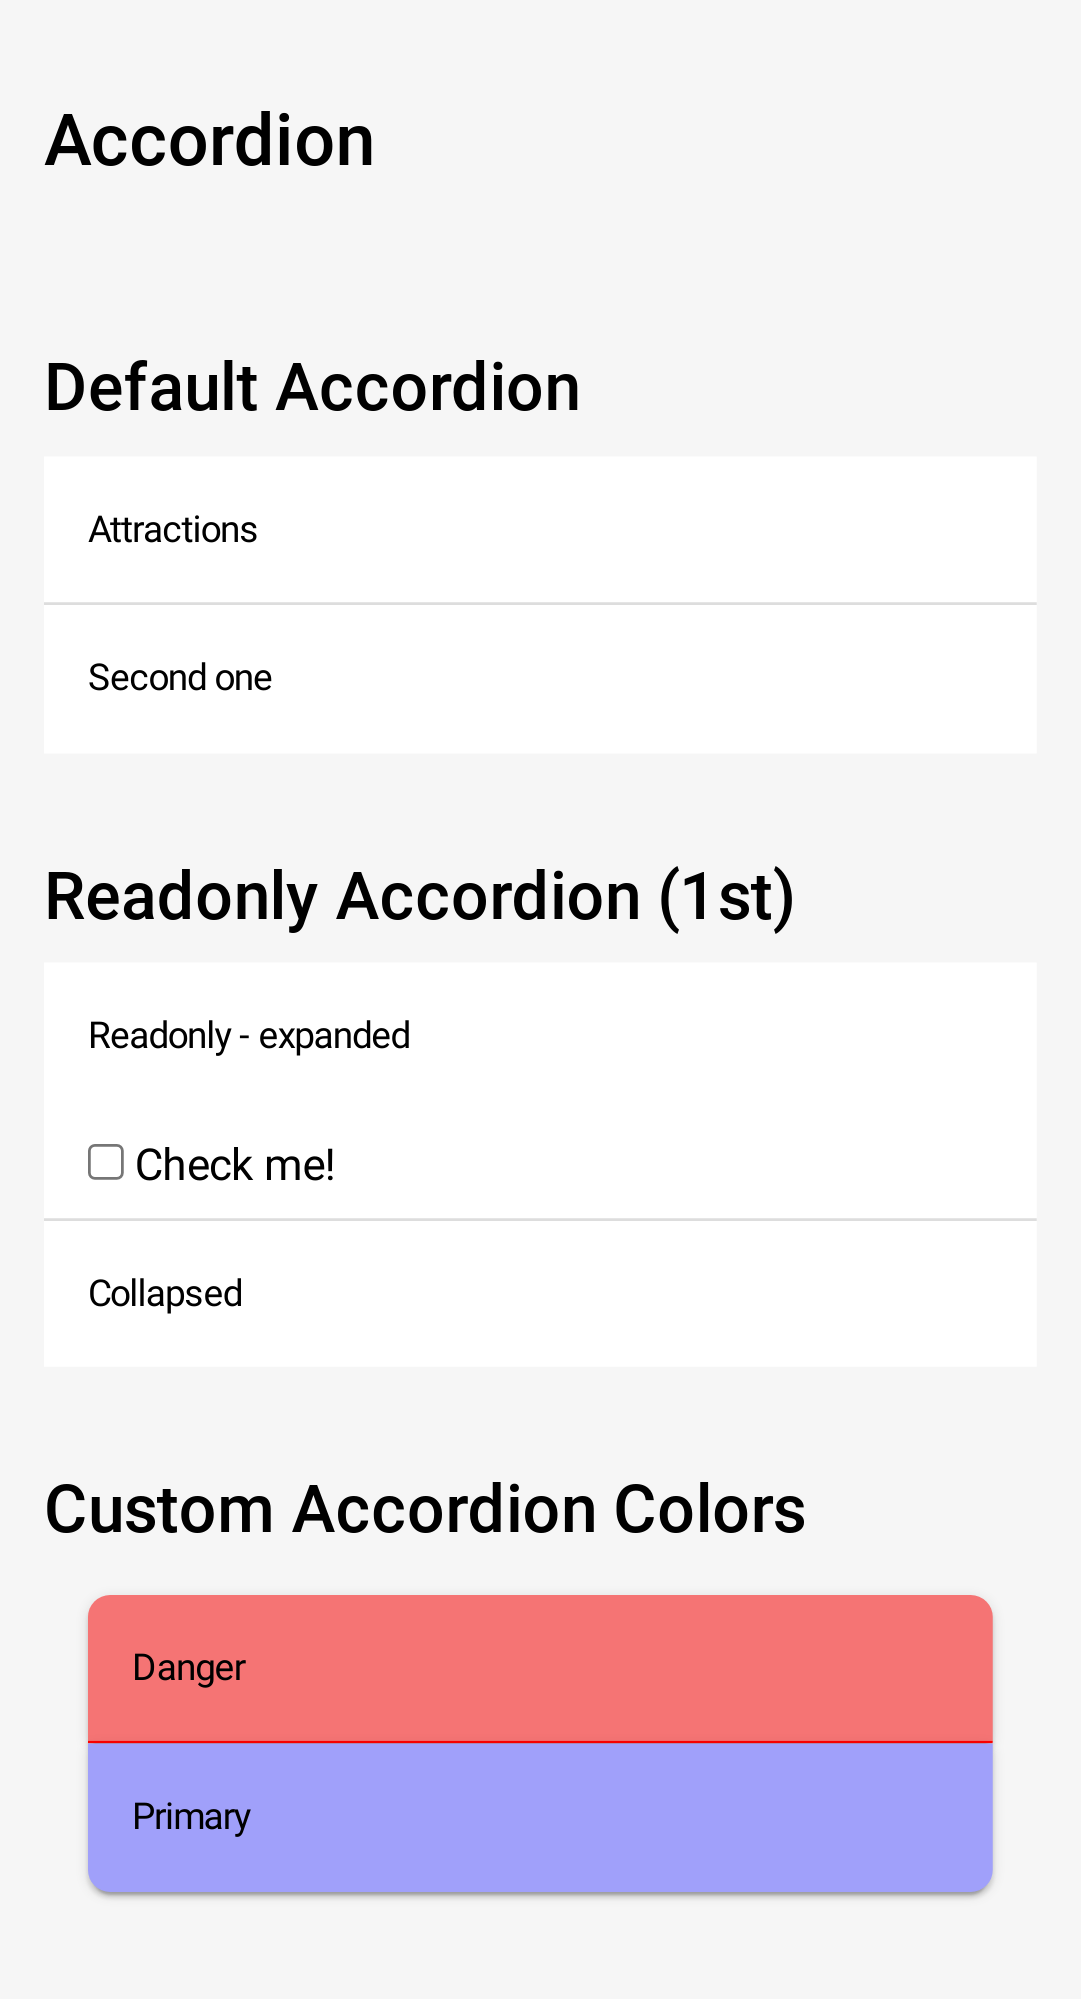 Accordion
Default Accordion
Attractions
Second one
Readonly Accordion (1st)
Readonly - expanded
Check me!
Collapsed
Custom Accordion Colors
Danger
Primary